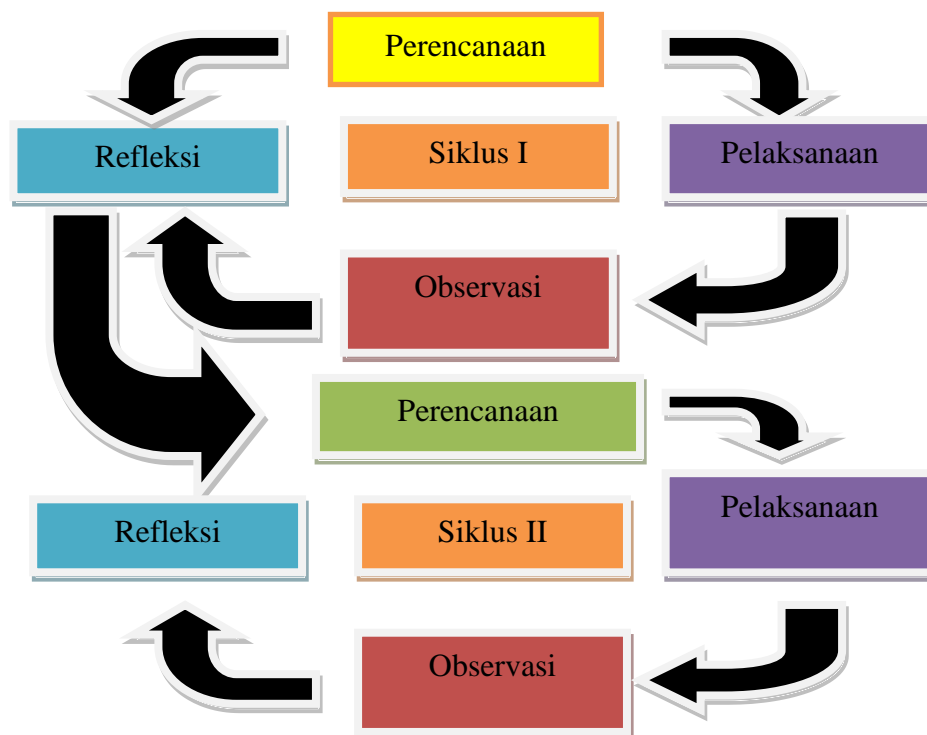 Perencanaan
Refleksi
Siklus I
Pelaksanaan
Observasi
Perencanaan
Refleksi
Siklus II
Pelaksanaan
Observasi